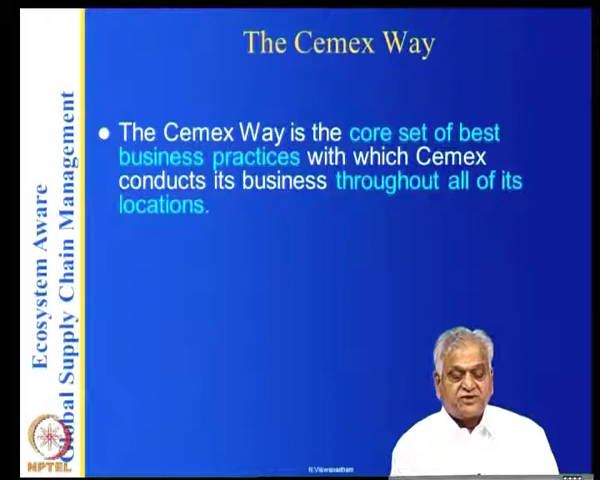 The Cemex Way
Ecosystem Aware
Global Supply Chain Management
The Cemex Way is the core set of best
business practices with which Cemex
conducts its business throughout all of its
locations.
NPTEL
N.Viswanadham